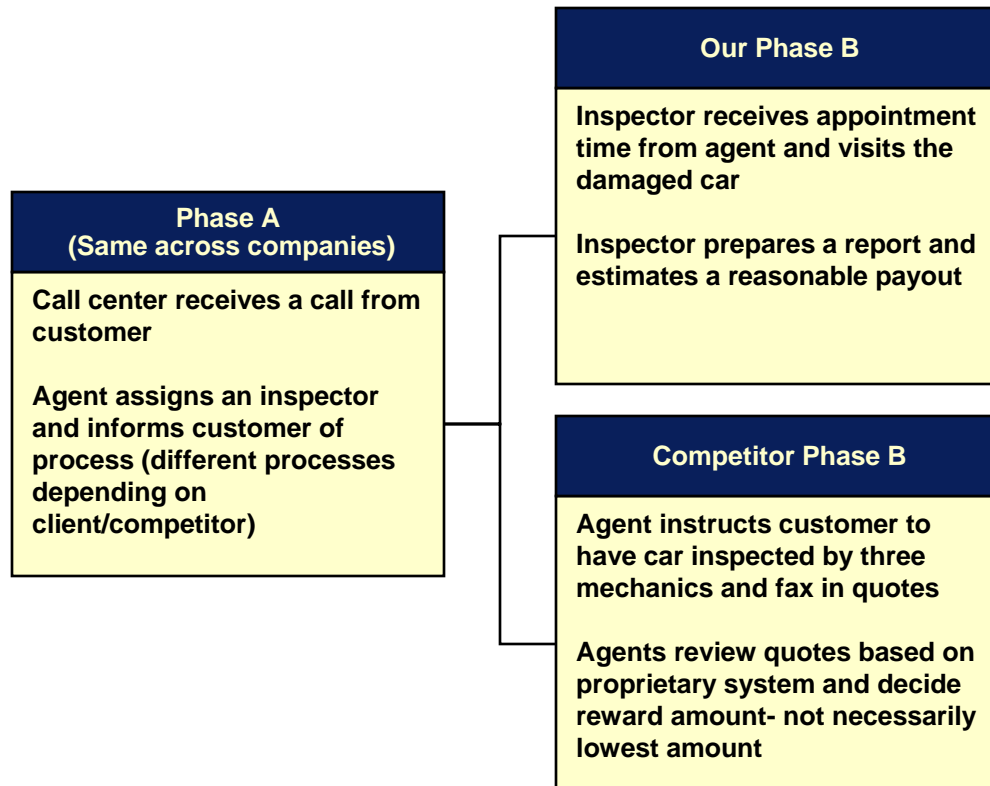 Phase A
(Same across companies)
Call center receives a call from
customer
Agent assigns an inspector
and informs customer of
process (different processes
depending on
client/competitor)
Our Phase B
Inspector receives appointment
time from agent and visits the
damaged car
Inspector prepares a report and
estimates a reasonable payout
Competitor Phase B
Agent instructs customer to
have car inspected by three
mechanics and fax in quotes
Agents review quotes based on
proprietary system and decide
reward amount- not necessarily
lowest amount